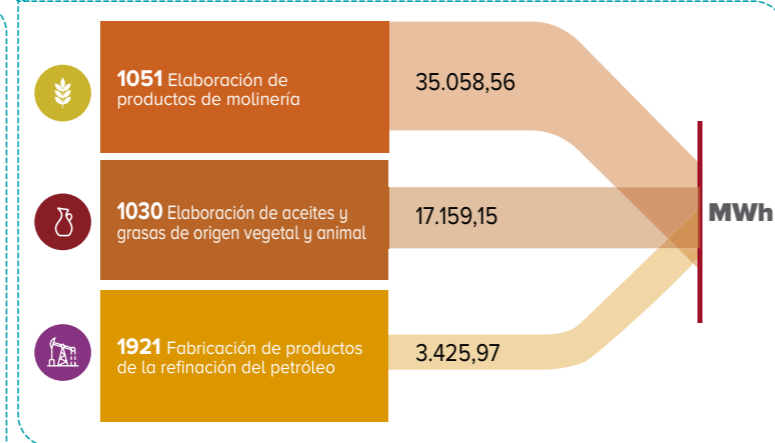 1051 Elaboración de
productos de molinería
35.058,56
1030 Elaboración de aceites y
grasas de origen vegetal y animal
17.159,15
MWh
1921 Fabricación de productos
de la refinación del petróleo
3.425,97